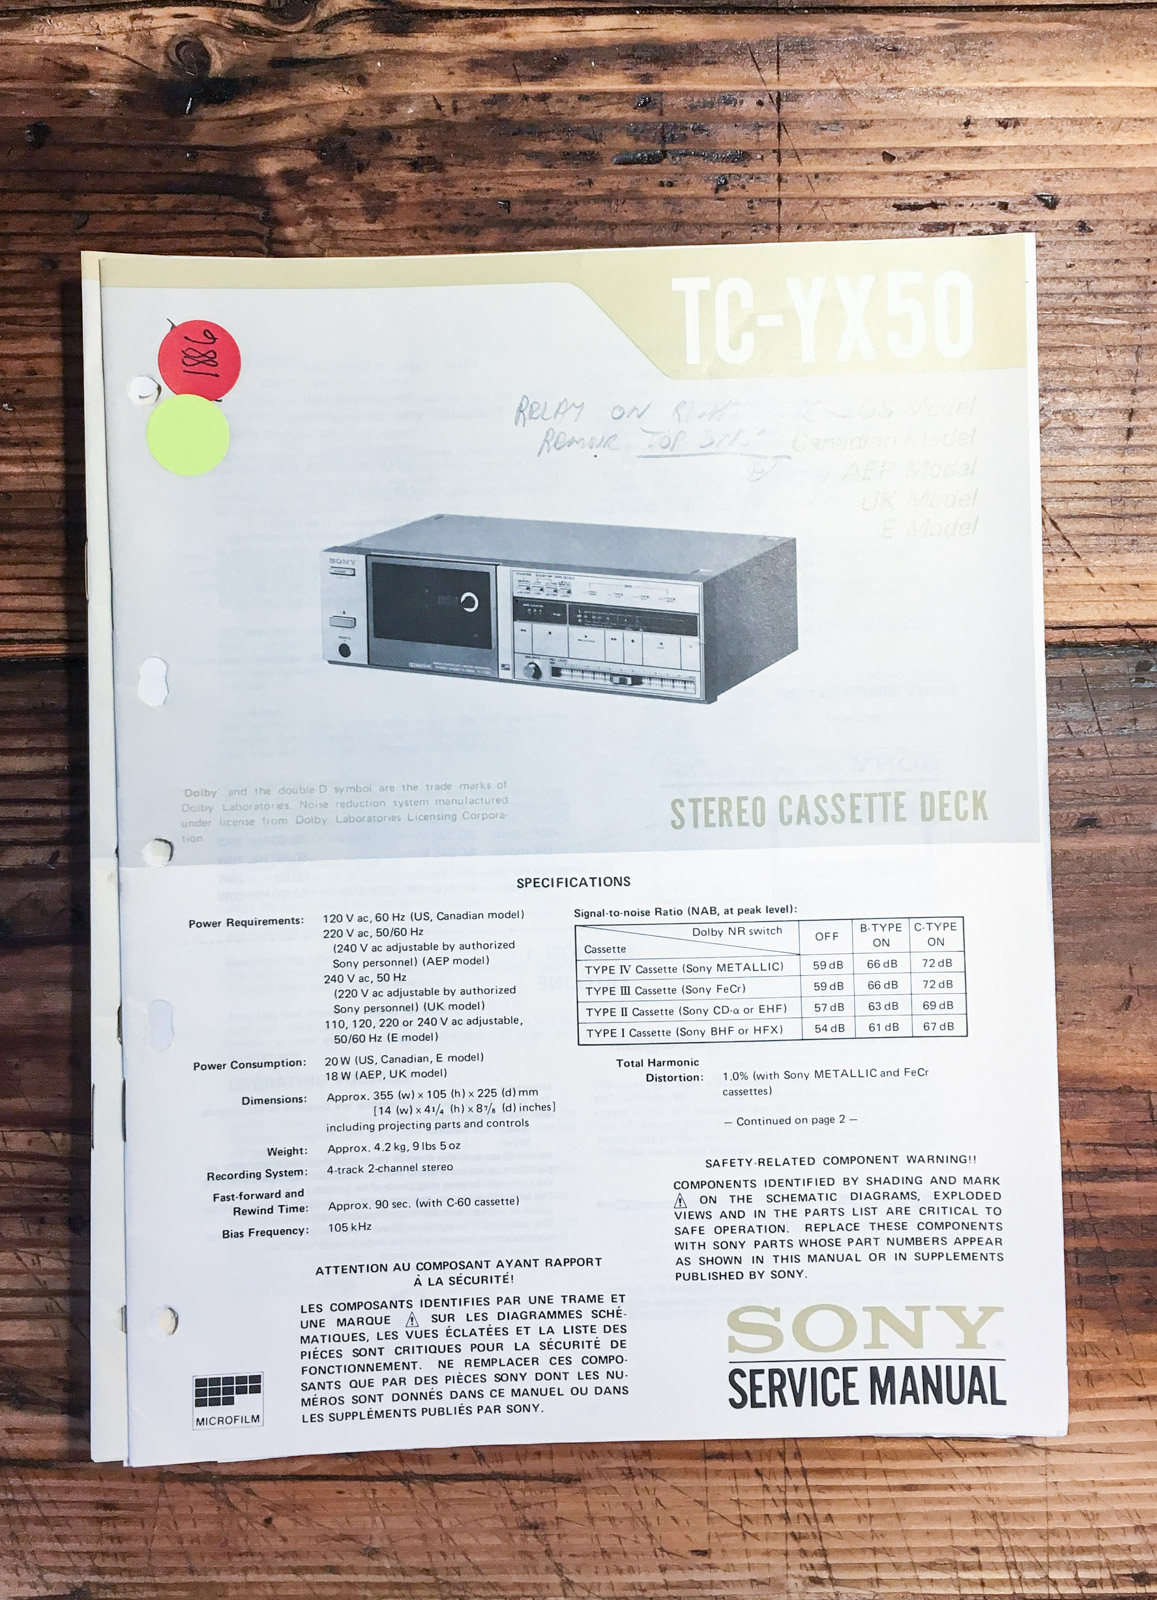 TC-YX50
1886
RELAY ON
US Model
REMOVE TOP
Canadian Model
AEP Model
UK Model
E Model
SONY
"Dolby" and the double D symbol are the trade marks of
Dolby Laboratories. Noise reduction system manufactured
under license from Dolby Laboratories Licensing Corpora-
tion
STEREO CASSETTE DECK
SPECIFICATIONS
Power Requirements: 120 V ac, 60 Hz (US, Canadian model)
220 V ac, 50/60 Hz
(240 V ac adjustable by authorized
Sony personnel) (AEP model)
240 V ac, 50 Hz
(220 V ac adjustable by authorized
Sony personnel) (UK model)
110, 120, 220 or 240 V ac adjustable,
50/60 Hz (E model)
Power Consumption: 20 W (US, Canadian, E model)
18 W (AEP, UK model)
Dimensions: Approx. 355 (w) x 105 (h) x 225 (d) mm
[14 (w) x 4 1/4 (h) x 8 7/8 (d) inches]
including projecting parts and controls
Weight: Approx. 4.2 kg, 9 lbs 5 oz
Recording System: 4-track 2-channel stereo
Fast-forward and
Rewind Time: Approx. 90 sec. (with C-60 cassette)
Bias Frequency: 105 kHz
Signal-to-noise Ratio (NAB, at peak level):
Dolby NR switch
Cassette
OFF
B-TYPE ON
C-TYPE ON
TYPE IV Cassette (Sony METALLIC) 59 dB 66 dB 72 dB
TYPE III Cassette (Sony FeCr) 59 dB 66 dB 72 dB
TYPE II Cassette (Sony CD-α or EHF) 57 dB 63 dB 69 dB
TYPE I Cassette (Sony BHF or HFX) 54 dB 61 dB 67 dB
Total Harmonic
Distortion: 1.0% (with Sony METALLIC and FeCr
cassettes)
— Continued on page 2 —
SAFETY-RELATED COMPONENT WARNING!!
COMPONENTS IDENTIFIED BY SHADING AND MARK
⚠ ON THE SCHEMATIC DIAGRAMS, EXPLODED
VIEWS AND IN THE PARTS LIST ARE CRITICAL TO
SAFE OPERATION. REPLACE THESE COMPONENTS
WITH SONY PARTS WHOSE PART NUMBERS APPEAR
AS SHOWN IN THIS MANUAL OR IN SUPPLEMENTS
PUBLISHED BY SONY.
ATTENTION AU COMPOSANT AYANT RAPPORT
À LA SÉCURITÉ!
LES COMPOSANTS IDENTIFIES PAR UNE TRAME ET
UNE MARQUE ⚠ SUR LES DIAGRAMMES SCHÉ-
MATIQUES, LES VUES ÉCLATÉES ET LA LISTE DES
PIÉCES SONT CRITIQUES POUR LA SÉCURITÉ DE
FONCTIONNEMENT. NE REMPLACER CES COMPO-
SANTS QUE PAR DES PIÈCES SONY DONT LES NU-
MÉROS SONT DONNÉS DANS CE MANUEL OU DANS
LES SUPPLÉMENTS PUBLIÉS PAR SONY.
MICROFILM
SONY
SERVICE MANUAL